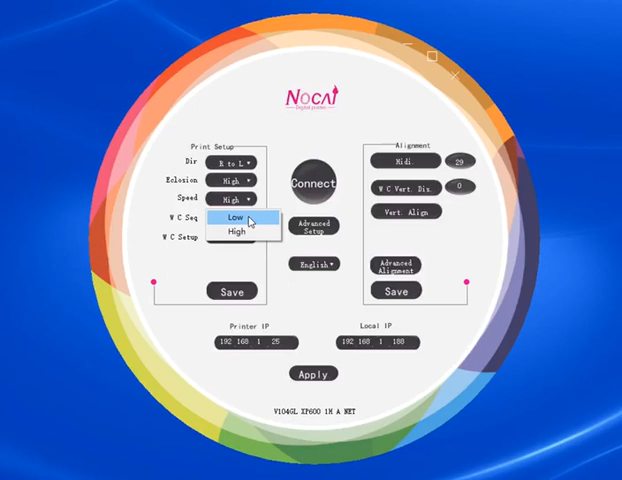 NOCAI
Digital printer
Print Setup
Dir
R to L
Eclosion
High
Speed
High
W C Seq
Low
High
W C Setup
Save
Connect
Advanced
Setup
English
Alignment
Midi.
29
W C Vert. Dis.
0
Vert. Align
Advanced
Alignment
Save
Printer IP
192 168 1 25
Local IP
192 168 1 188
Apply
V104GL XP600 1H A NET